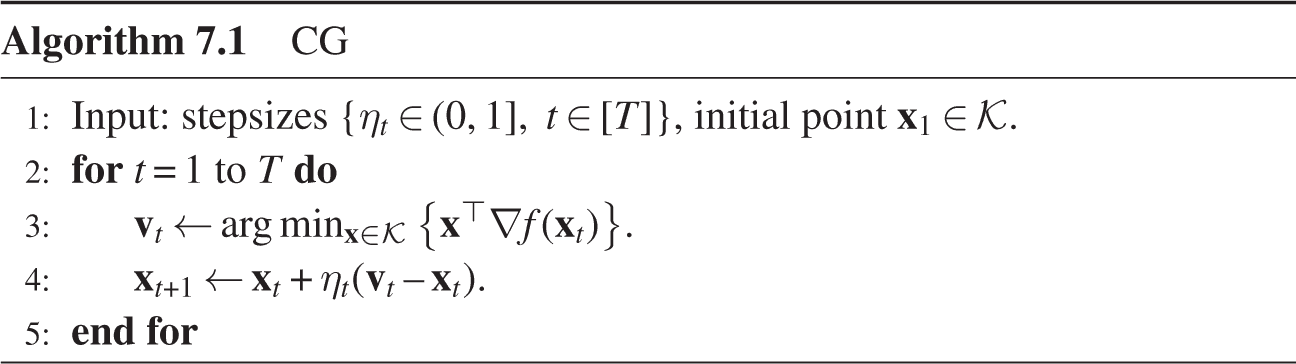 Algorithm 7.1 CG
1: Input: stepsizes {η_t ∈ (0, 1], t ∈ [T]}, initial point x_1 ∈ 𝒦.
2: for t = 1 to T do
3: v_t ← arg min_{x∈𝒦} {x^⊤ ∇f(x_t)}.
4: x_{t+1} ← x_t + η_t(v_t − x_t).
5: end for